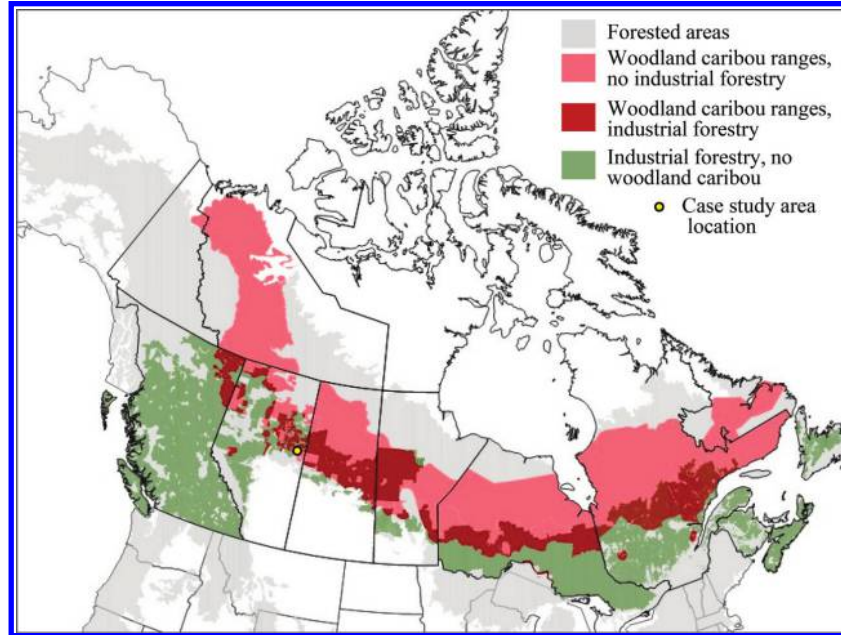 Forested areas
Woodland caribou ranges,
no industrial forestry
Woodland caribou ranges,
industrial forestry
Industrial forestry, no
woodland caribou
Case study area
location